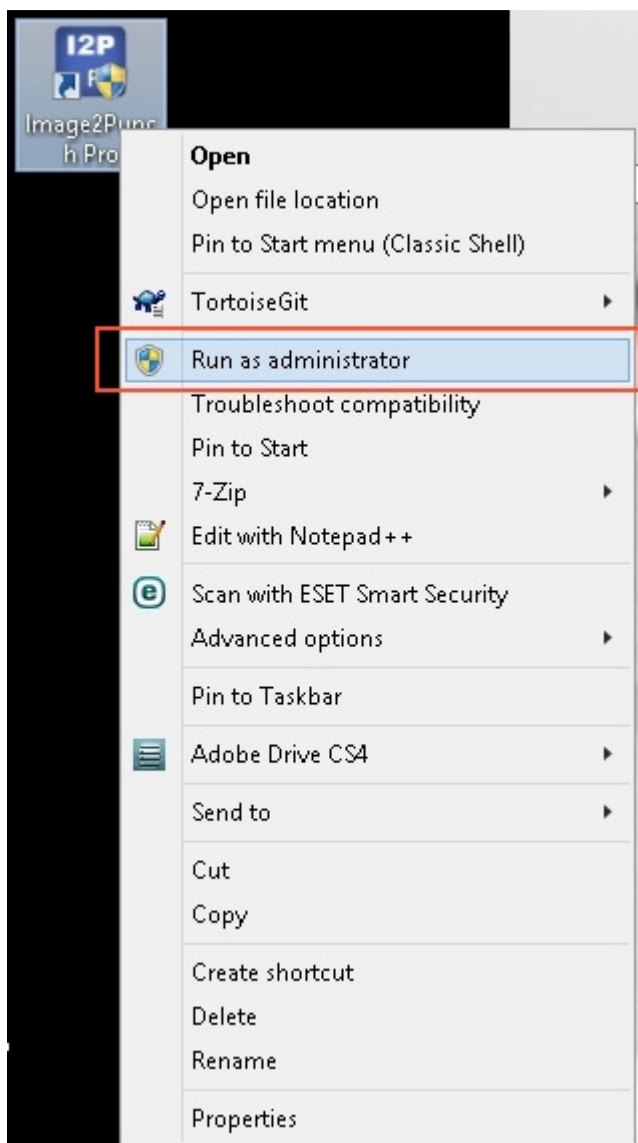 I2P
Image2Punc
h Pro
Open
Open file location
Pin to Start menu (Classic Shell)
TortoiseGit
Run as administrator
Troubleshoot compatibility
Pin to Start
7-Zip
Edit with Notepad++
Scan with ESET Smart Security
Advanced options
Pin to Taskbar
Adobe Drive CS4
Send to
Cut
Copy
Create shortcut
Delete
Rename
Properties